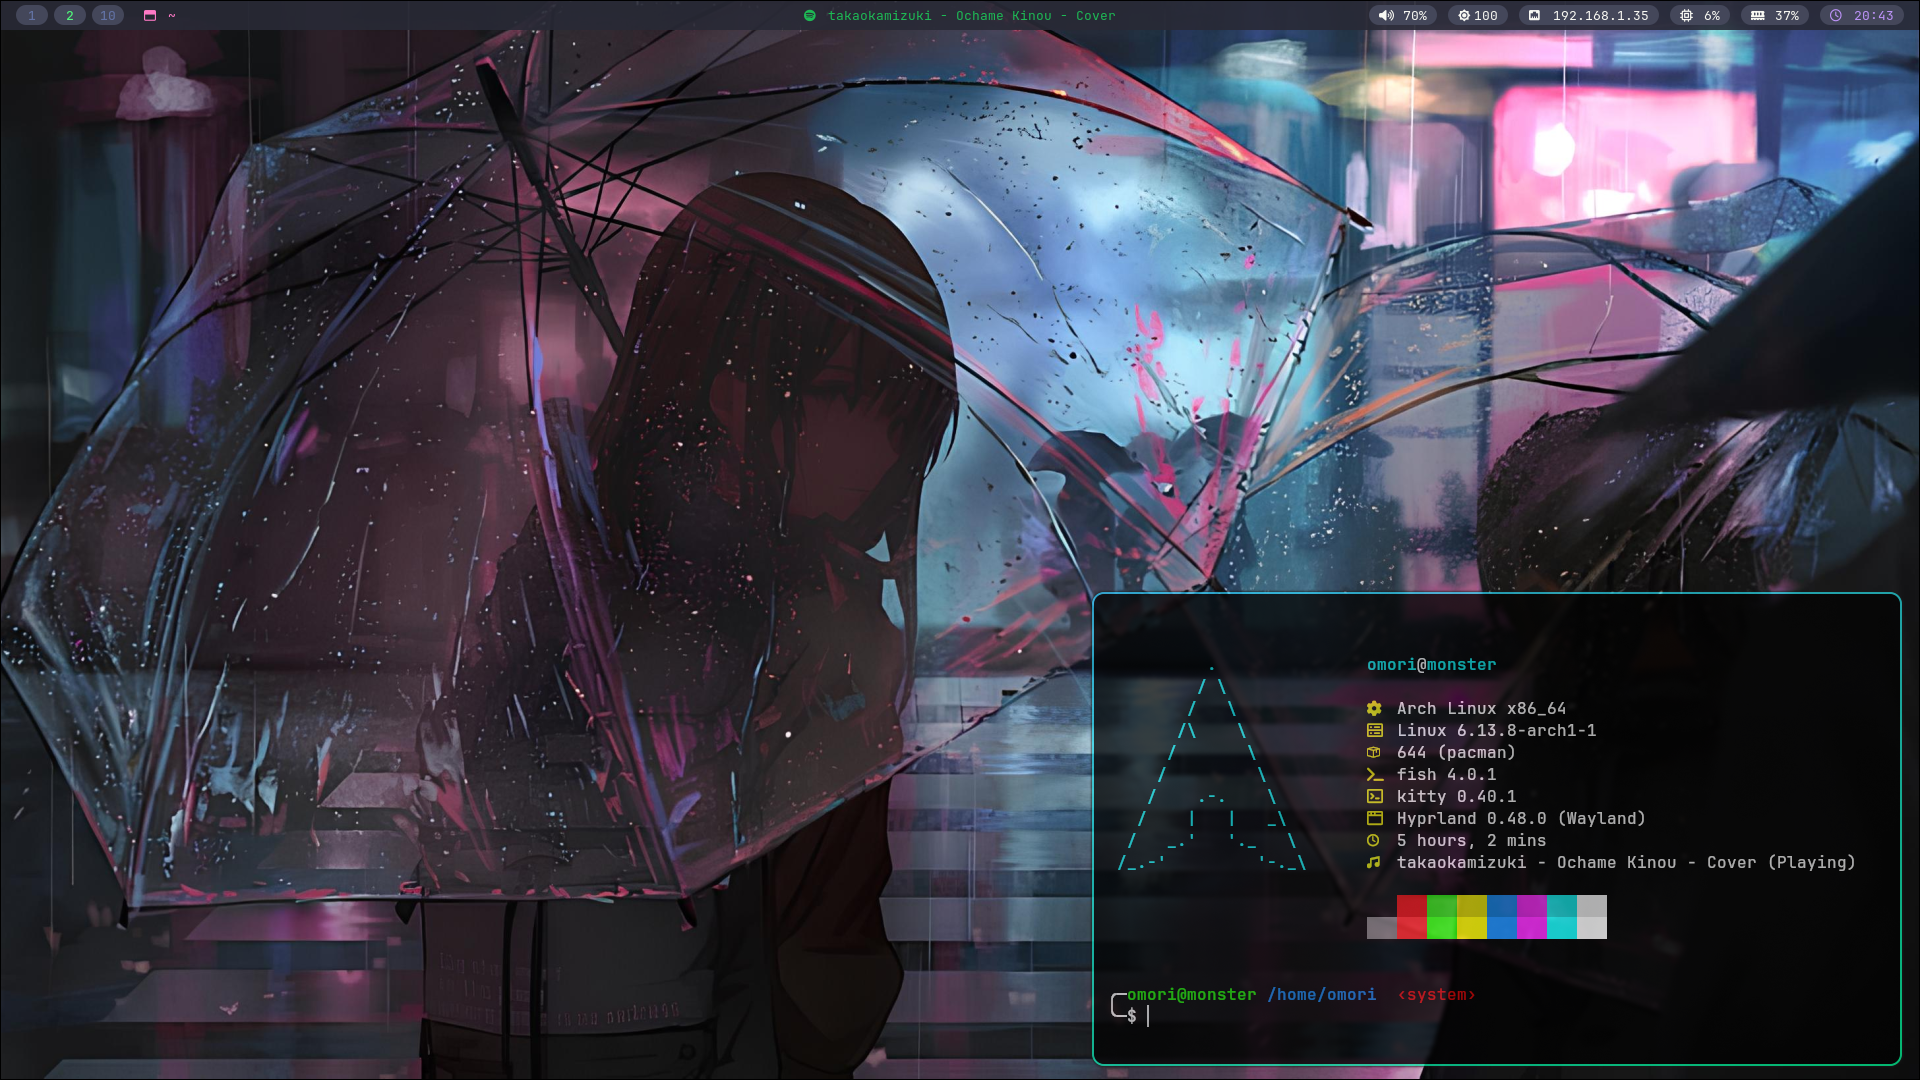 1 2 10 ~
takaokamizuki - Ochame Kinou - Cover
70% 100 192.168.1.35 6% 37% 20:43
omori@monster
Arch Linux x86_64
Linux 6.13.8-arch1-1
644 (pacman)
fish 4.0.1
kitty 0.40.1
Hyprland 0.48.0 (Wayland)
5 hours, 2 mins
takaokamizuki - Ochame Kinou - Cover (Playing)
omori@monster /home/omori ‹system›
$